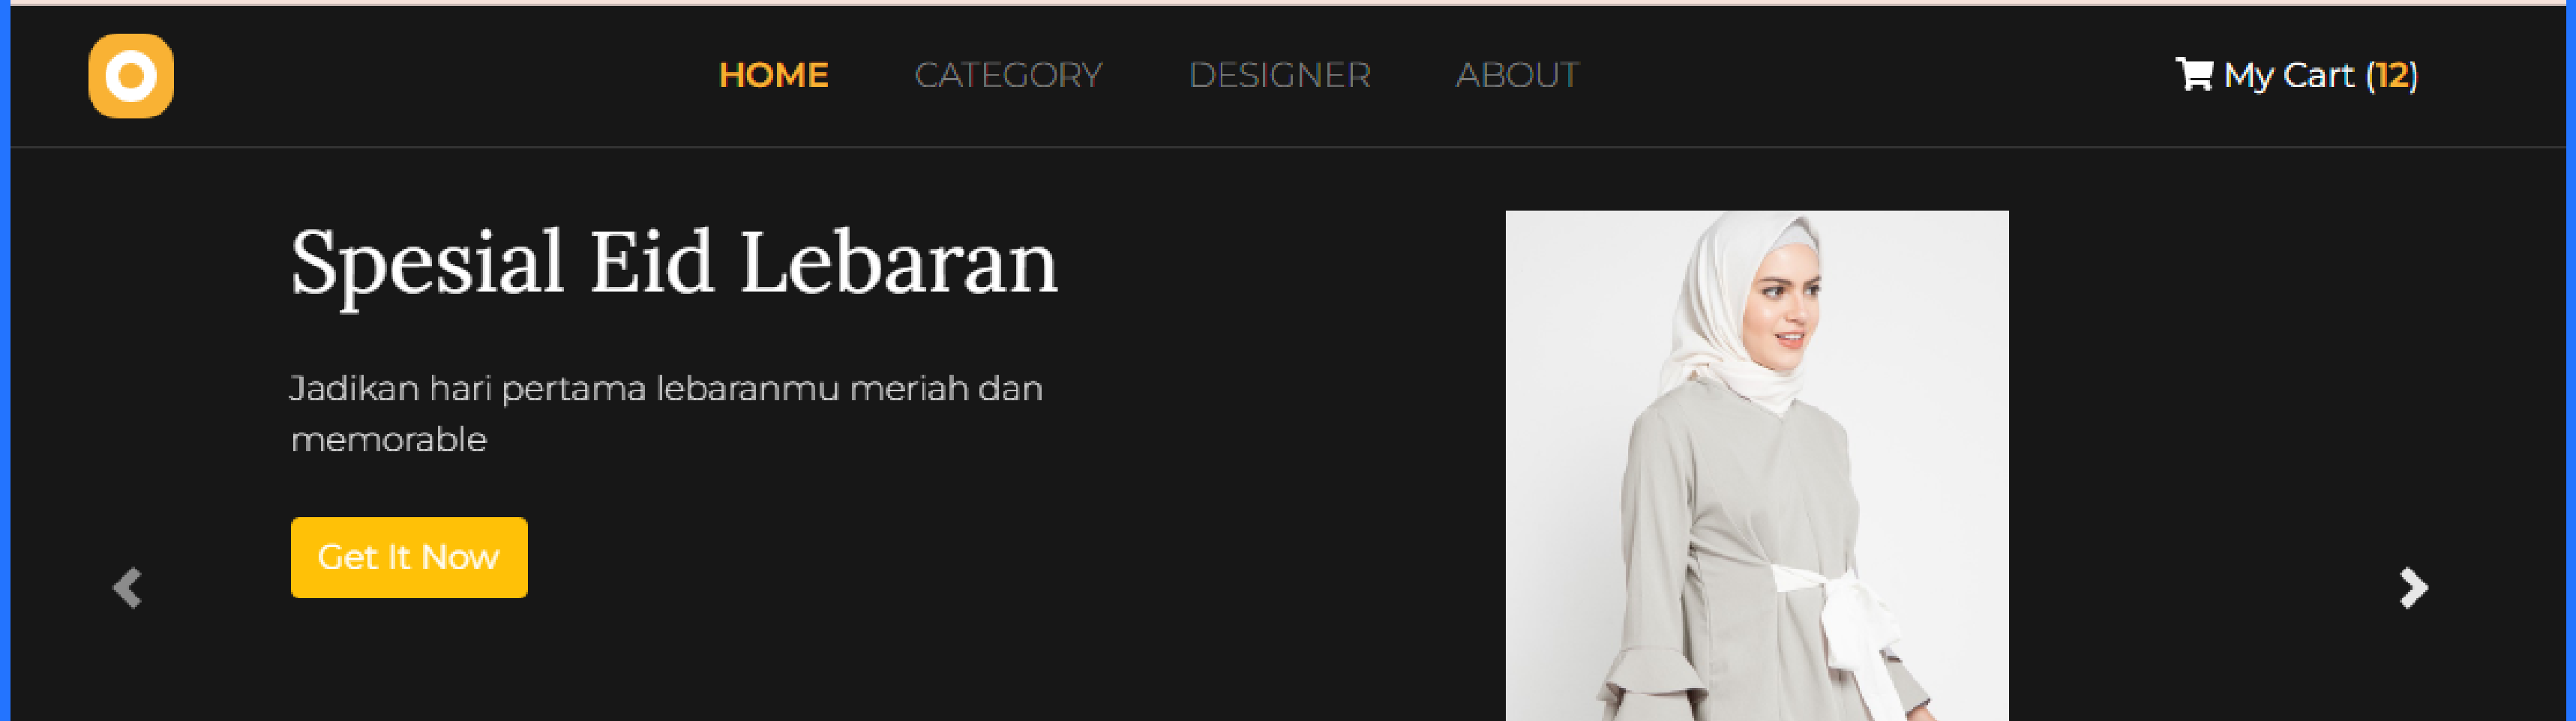 HOME CATEGORY DESIGNER ABOUT My Cart (12)
Spesial Eid Lebaran
Jadikan hari pertama lebaranmu meriah dan
memorable
Get It Now